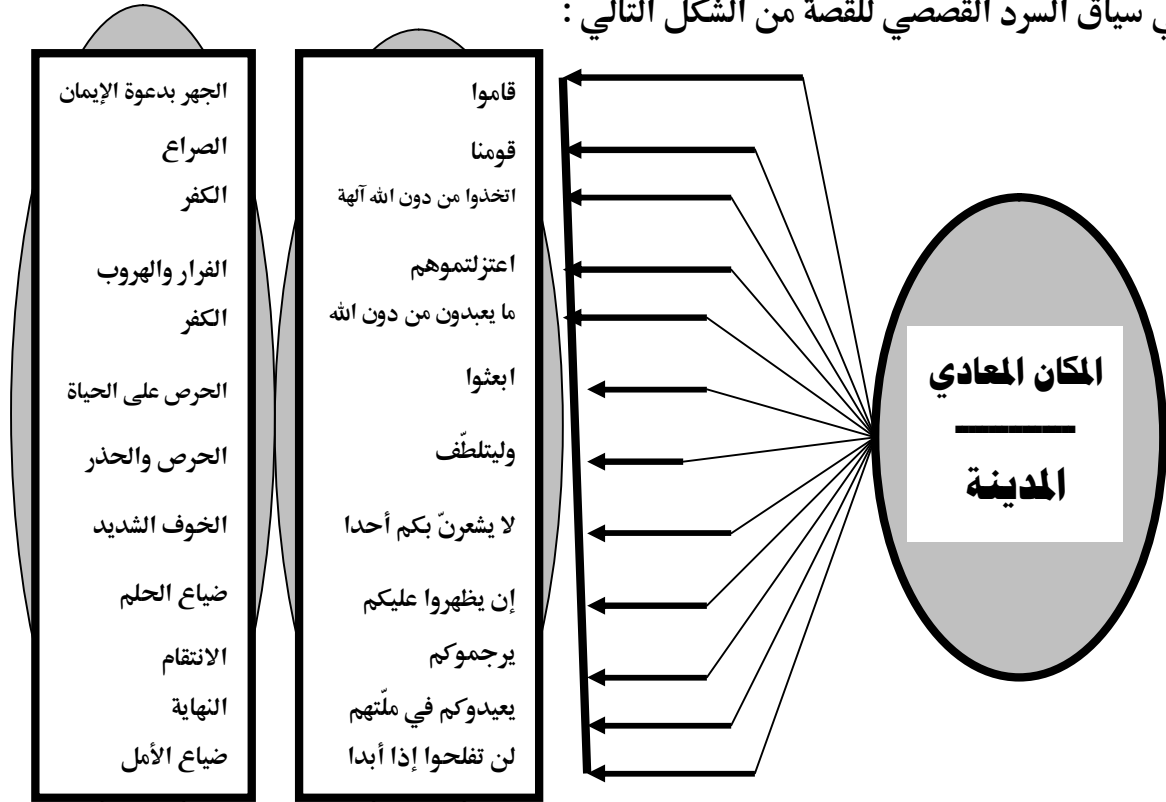 ي سياق السرد القصصي للقصة من الشكل التالي :
المكان المعادي
المدينة
قاموا
قومنا
اتخذوا من دون الله آلهة
اعتزلتموهم
ما يعبدون من دون الله
ابعثوا
وليتلطّف
لا يشعرنّ بكم أحدا
إن يظهروا عليكم
يرجموكم
يعيدوكم في ملّتهم
لن تفلحوا إذا أبدا
الجهر بدعوة الإيمان
الصراع
الكفر
الفرار والهروب
الكفر
الحرص على الحياة
الحرص والحذر
الخوف الشديد
ضياع الحلم
الانتقام
النهاية
ضياع الأمل